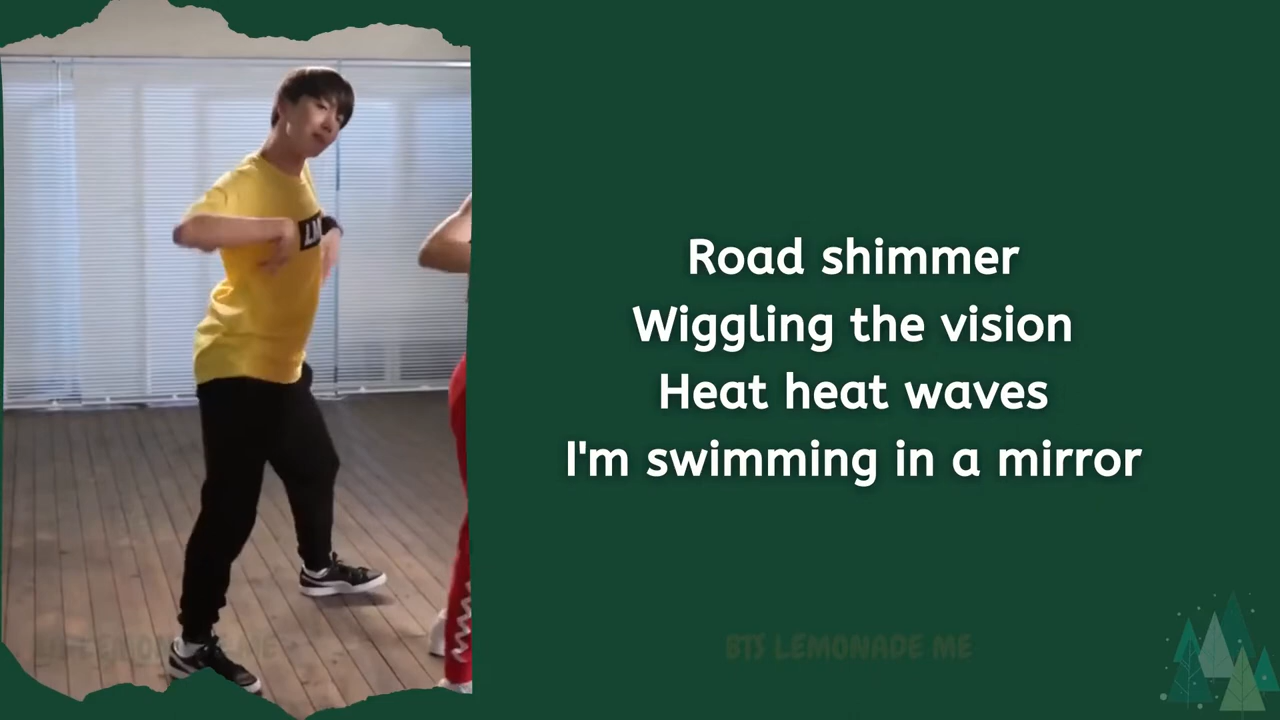 Road shimmer
Wiggling the vision
Heat heat waves
I'm swimming in a mirror
BTS LEMONADE ME